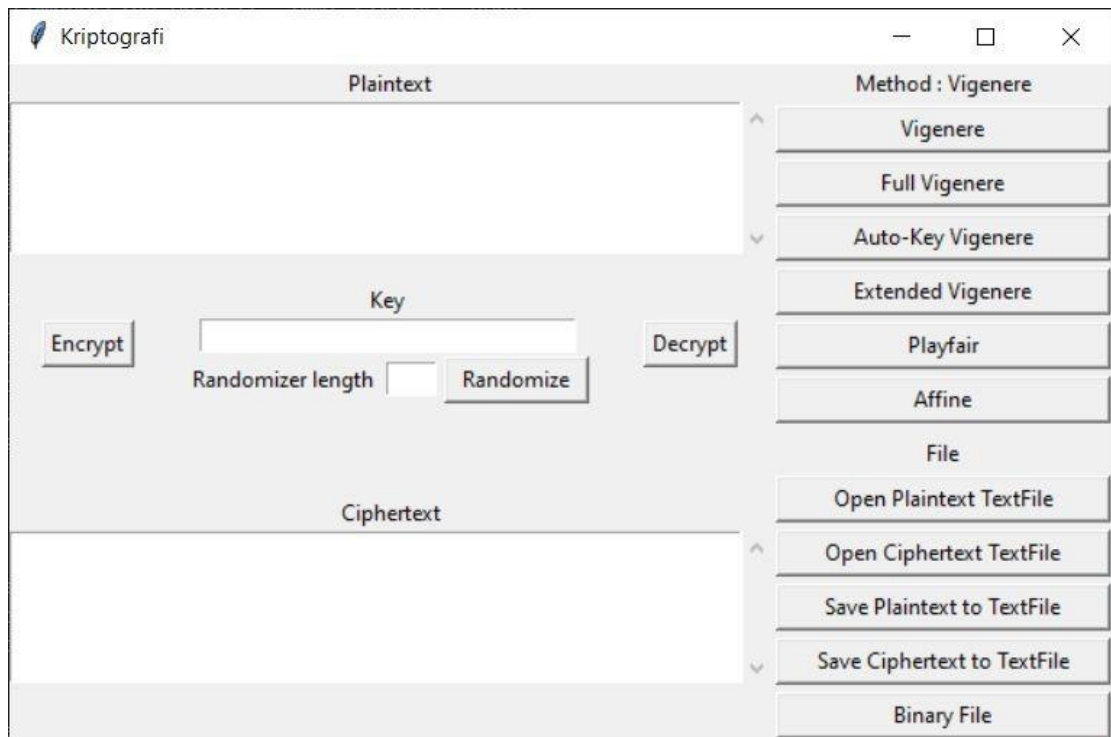 Kriptografi
Plaintext
Method : Vigenere
Vigenere
Full Vigenere
Auto-Key Vigenere
Extended Vigenere
Key
Encrypt
Decrypt
Playfair
Randomizer length
Randomize
Affine
File
Open Plaintext TextFile
Ciphertext
Open Ciphertext TextFile
Save Plaintext to TextFile
Save Ciphertext to TextFile
Binary File